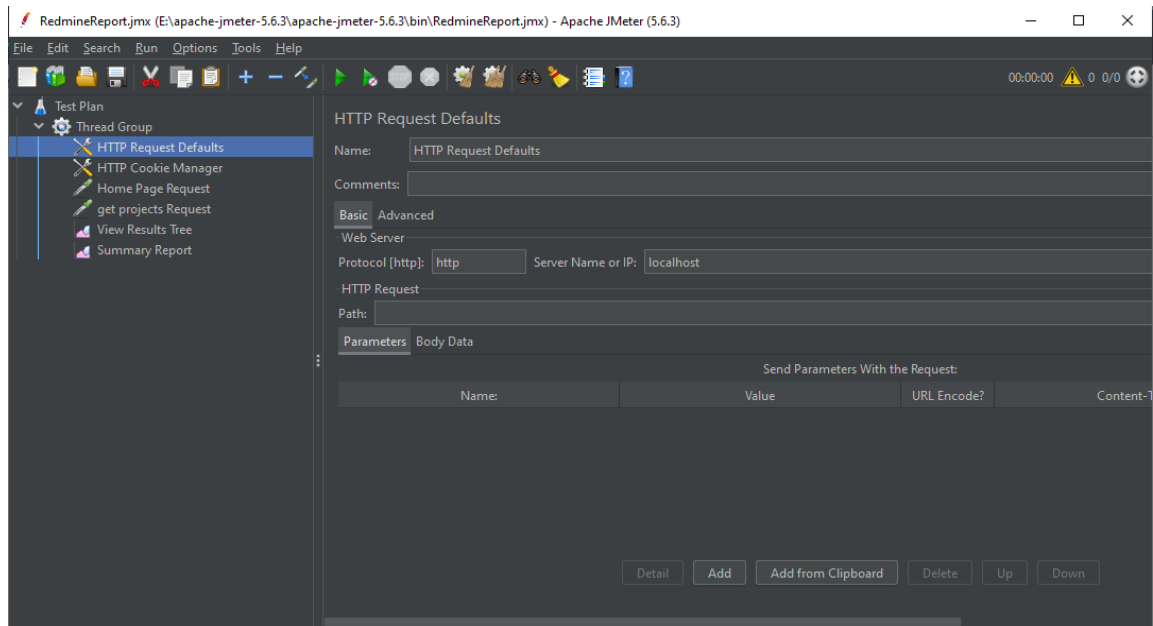 RedmineReport.jmx (E:\apache-jmeter-5.6.3\apache-jmeter-5.6.3\bin\RedmineReport.jmx) - Apache JMeter (5.6.3)
File Edit Search Run Options Tools Help
STOP 00:00:00 0 0/0
Test Plan
Thread Group
HTTP Request Defaults
HTTP Cookie Manager
Home Page Request
get projects Request
View Results Tree
Summary Report
HTTP Request Defaults
Name: HTTP Request Defaults
Comments:
Basic Advanced
Web Server
Protocol [http]: http Server Name or IP: localhost
HTTP Request
Path:
Parameters Body Data
Send Parameters With the Request:
Name: Value URL Encode? Content-T
Detail Add Add from Clipboard Delete Up Down